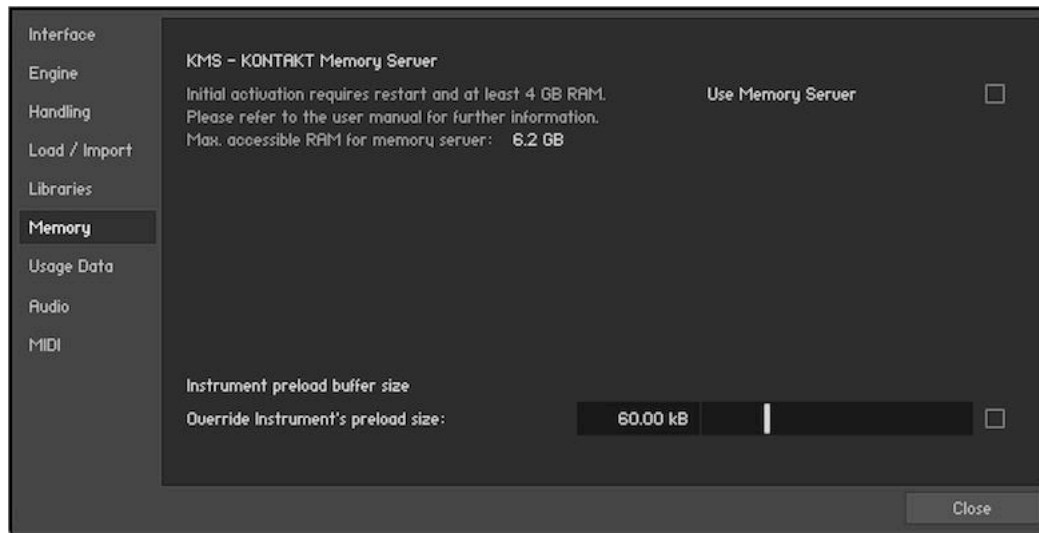 Interface
Engine
Handling
Load / Import
Libraries
Memory
Usage Data
Audio
MIDI
KMS - KONTAKT Memory Server
Initial activation requires restart and at least 4 GB RAM.
Please refer to the user manual for further information.
Max. accessible RAM for memory server: 6.2 GB
Use Memory Server
Instrument preload buffer size
Override Instrument's preload size: 60.00 kB
Close